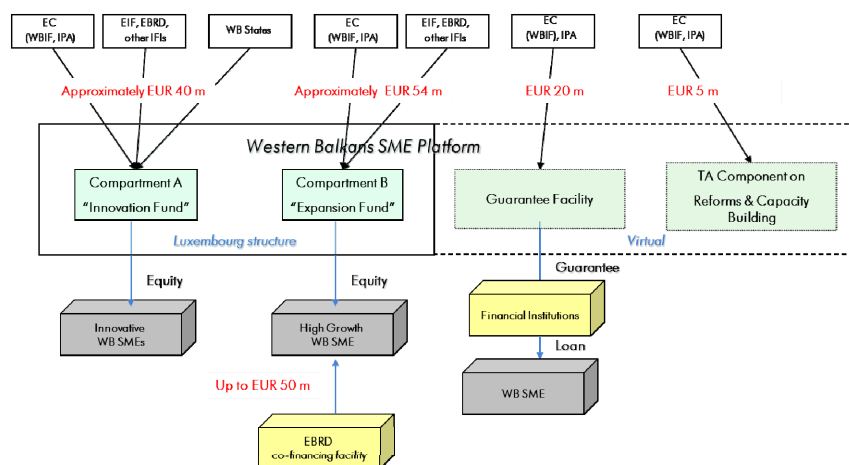 EC
(WBIF, IPA)
EIF, EBRD,
other IFIs
WB States
EC
(WBIF, IPA)
EIF, EBRD,
other IFIs
EC
(WBIF), IPA
EC
(WBIF, IPA)
Approximately EUR 40 m
Approximately EUR 54 m
EUR 20 m
EUR 5 m
Western Balkans SME Platform
Compartment A
“Innovation Fund”
Compartment B
“Expansion Fund”
Guarantee Facility
TA Component on
Reforms & Capacity
Building
Luxembourg structure
Virtual
Equity
Equity
Guarantee
Innovative
WB SMEs
High Growth
WB SME
Financial Institutions
Loan
Up to EUR 50 m
WB SME
EBRD
co-financing facility